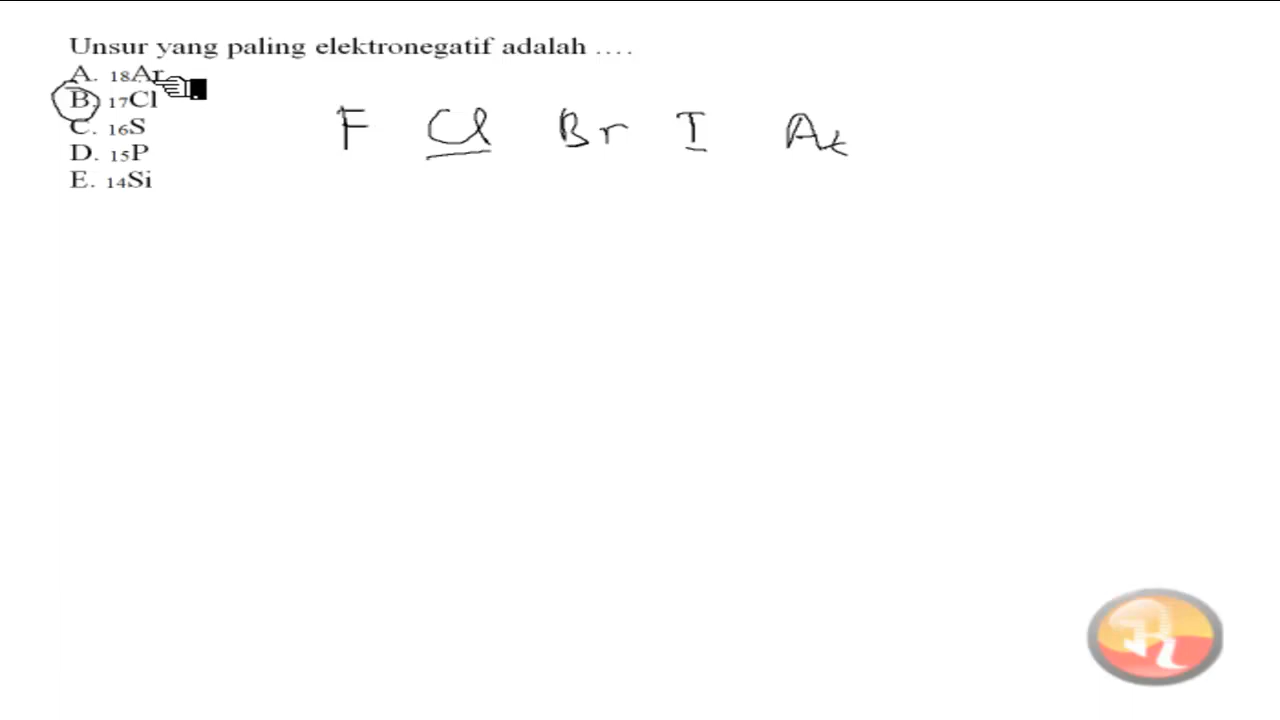 Unsur yang paling elektronegatif adalah ....
A. 18Ar
B. 17Cl
C. 16S
D. 15P
E. 14Si
F Cl Br I At